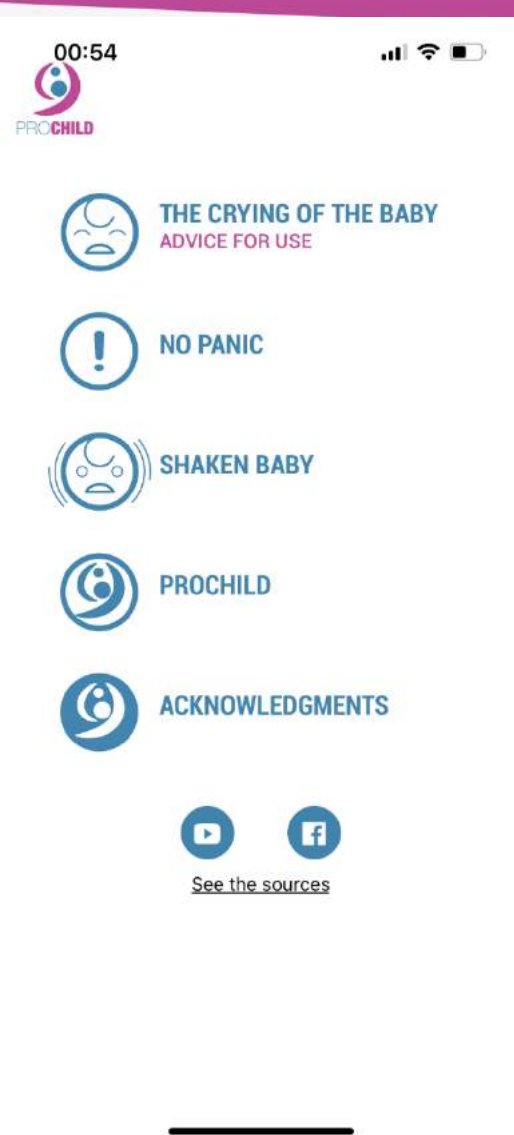 00:54
PROCHILD
THE CRYING OF THE BABY
ADVICE FOR USE
NO PANIC
SHAKEN BABY
PROCHILD
ACKNOWLEDGMENTS
See the sources